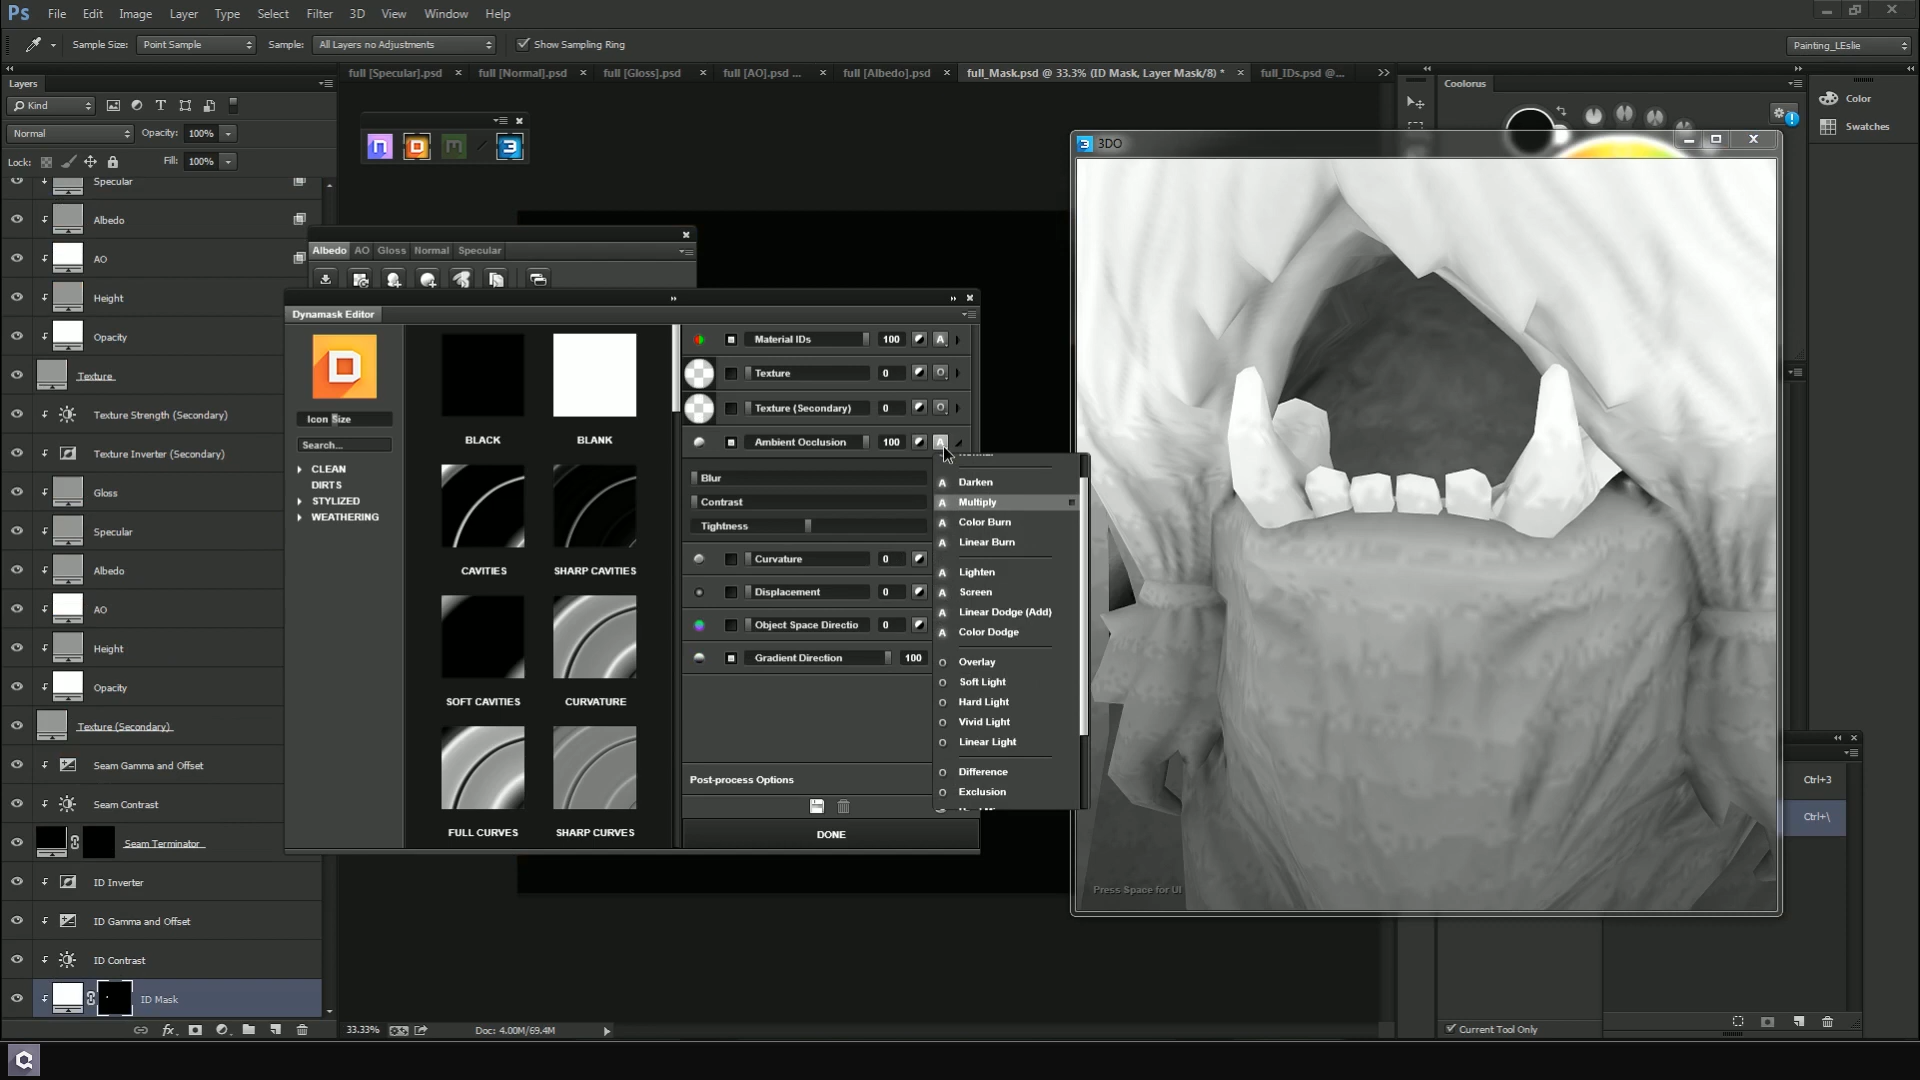 Ps File Edit Image Layer Type Select Filter 3D View Window Help
Sample Size: Point Sample Sample: All Layers no Adjustments Show Sampling Ring Painting_LEslie
Layers
Kind
Normal Opacity: 100%
Lock: Fill: 100%
Specular
Albedo
AO
Height
Opacity
Texture
Texture Strength (Secondary)
Texture Inverter (Secondary)
Gloss
Specular
Albedo
AO
Height
Opacity
Texture (Secondary)
Seam Gamma and Offset
Seam Contrast
Seam Terminator
ID Inverter
ID Gamma and Offset
ID Contrast
ID Mask
full [Specular].psd full [Normal].psd full [Gloss].psd full [AO].psd ... full [Albedo].psd full_Mask.psd @ 33.3% (ID Mask, Layer Mask/8) * full_IDs.psd @...
Albedo AO Gloss Normal Specular
Dynamask Editor
Icon Size
Search...
CLEAN
DIRTS
STYLIZED
WEATHERING
BLACK BLANK
CAVITIES SHARP CAVITIES
SOFT CAVITIES CURVATURE
FULL CURVES SHARP CURVES
Material IDs 100 A
Texture 0 O
Texture (Secondary) 0 O
Ambient Occlusion 100 A
Blur
Contrast
Tightness
Curvature 0
Displacement 0
Object Space Directio 0
Gradient Direction 100
Post-process Options
DONE
A Darken
A Multiply
A Color Burn
A Linear Burn
A Lighten
A Screen
A Linear Dodge (Add)
A Color Dodge
O Overlay
O Soft Light
O Hard Light
O Vivid Light
O Linear Light
O Difference
O Exclusion
3 3DO
Press Space for UI
Coolorus
Color
Swatches
Ctrl+3
Ctrl+\
Current Tool Only
33.33% Doc: 4.00M/69.4M